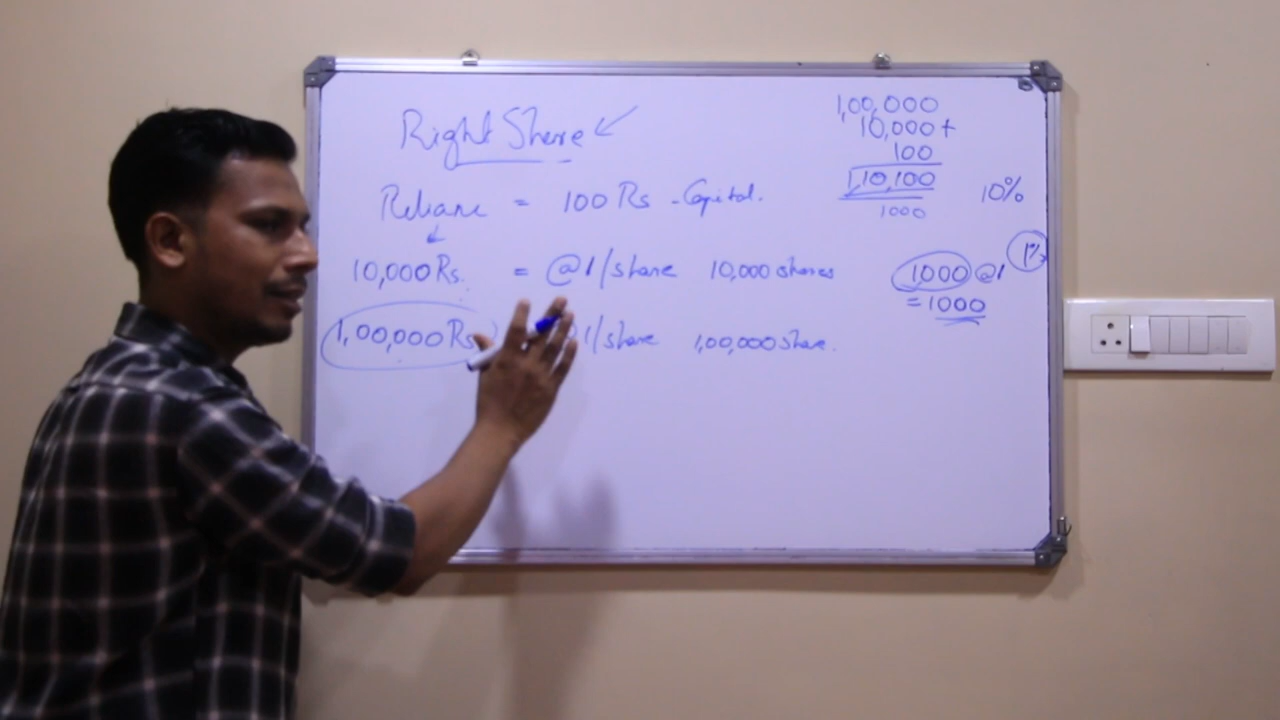 Right Share
Reliance = 100 Rs - Capital.
10,000 Rs. = @1/share 10,000 shares
1,00,000 Rs 1/share 1,00,000 share.
1,00,000
10,000 +
100
1,10,100
1000
10%
1%
1000 @1
= 1000